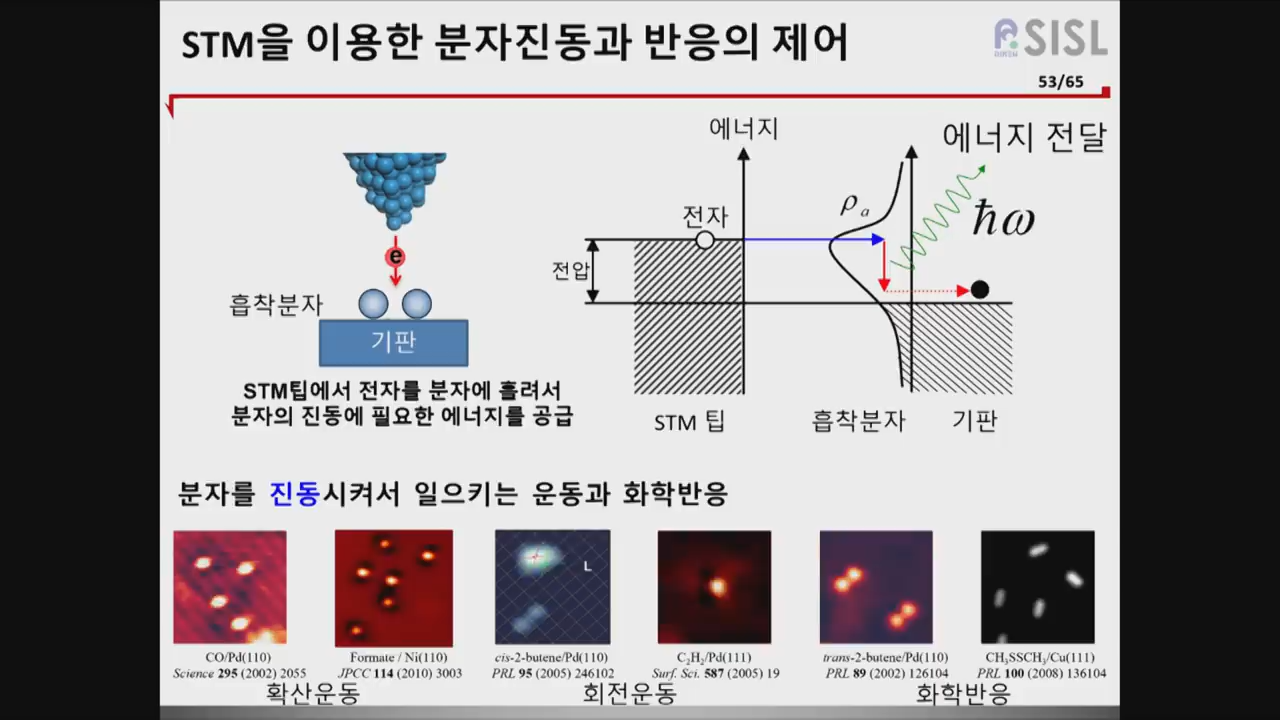 STM을 이용한 분자진동과 반응의 제어
RIKEN SISL
53/65
에너지
에너지 전달
ρa
ħω
전자
전압
e
흡착분자
기판
STM팁에서 전자를 분자에 흘려서
분자의 진동에 필요한 에너지를 공급
STM 팁
흡착분자
기판
분자를 진동시켜서 일으키는 운동과 화학반응
L
CO/Pd(110)
Science 295 (2002) 2055
Formate / Ni(110)
JPCC 114 (2010) 3003
cis-2-butene/Pd(110)
PRL 95 (2005) 246102
C2H2/Pd(111)
Surf. Sci. 587 (2005) 19
trans-2-butene/Pd(110)
PRL 89 (2002) 126104
CH3SSCH3/Cu(111)
PRL 100 (2008) 136104
확산운동
회전운동
화학반응